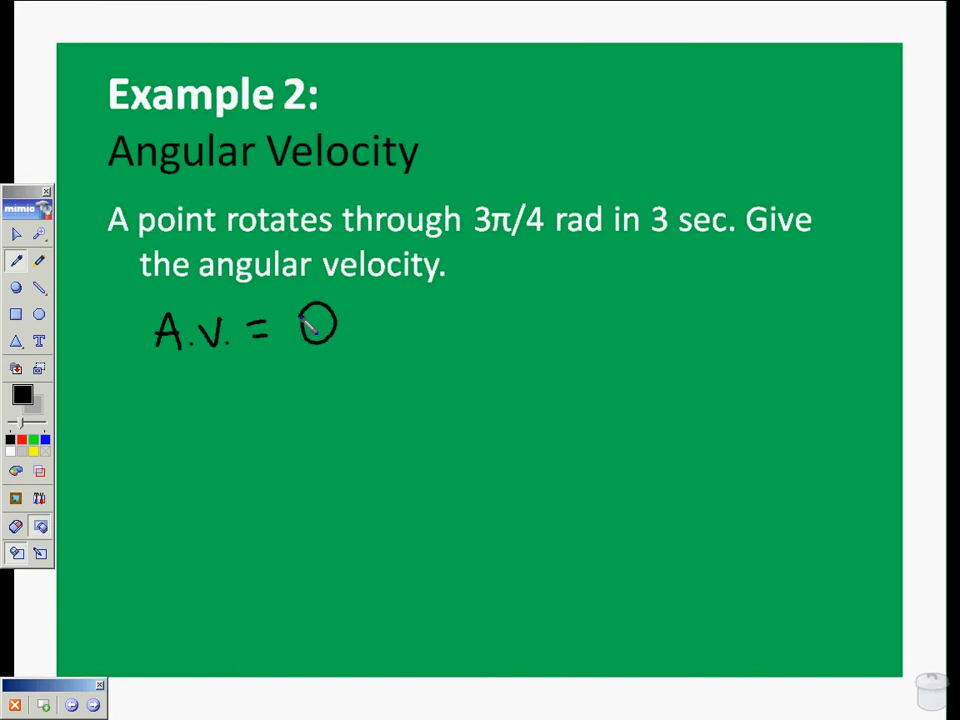 Example 2:
Angular Velocity
A point rotates through 3π/4 rad in 3 sec. Give
the angular velocity.
mimio
A.V. = O